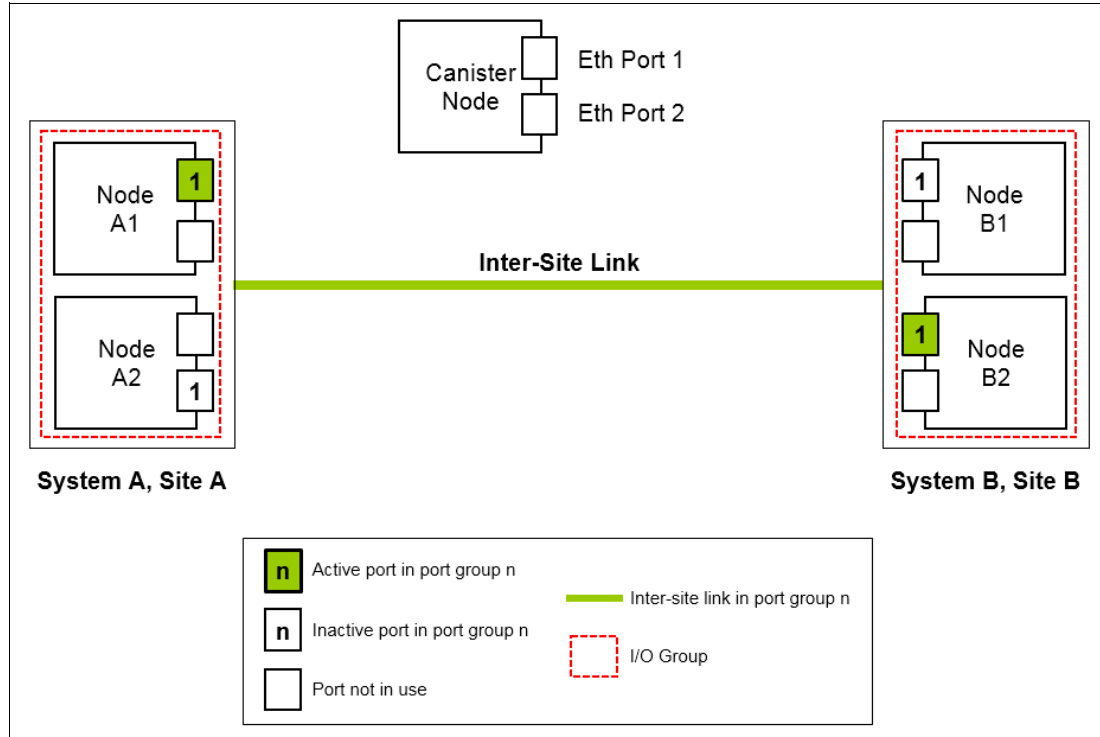 Canister
Node
Eth Port 1
Eth Port 2
Node
A1
1
Node
A2
1
Inter-Site Link
1
Node
B1
1
Node
B2
System A, Site A
System B, Site B
n
Active port in port group n
n
Inactive port in port group n
Port not in use
Inter-site link in port group n
I/O Group